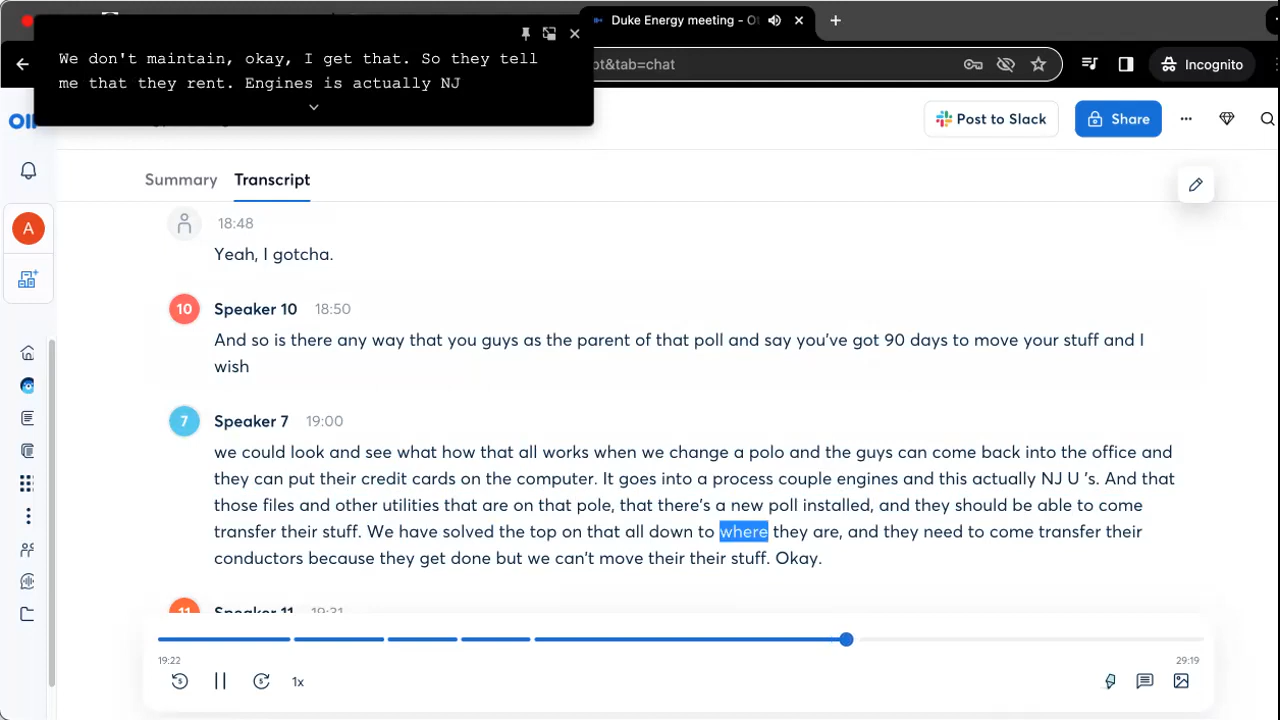 Duke Energy meeting - Ot
We don't maintain, okay, I get that. So they tell
me that they rent. Engines is actually NJ
ot&tab=chat
Incognito
Post to Slack
Share
Summary
Transcript
A
18:48
Yeah, I gotcha.
10
Speaker 10
18:50
And so is there any way that you guys as the parent of that poll and say you've got 90 days to move your stuff and I
wish
7
Speaker 7
19:00
we could look and see what how that all works when we change a polo and the guys can come back into the office and
they can put their credit cards on the computer. It goes into a process couple engines and this actually NJ U 's. And that
those files and other utilities that are on that pole, that there's a new poll installed, and they should be able to come
transfer their stuff. We have solved the top on that all down to where they are, and they need to come transfer their
conductors because they get done but we can't move their their stuff. Okay.
11
Speaker 11
19:31
19:22
29:19
5
5
1x